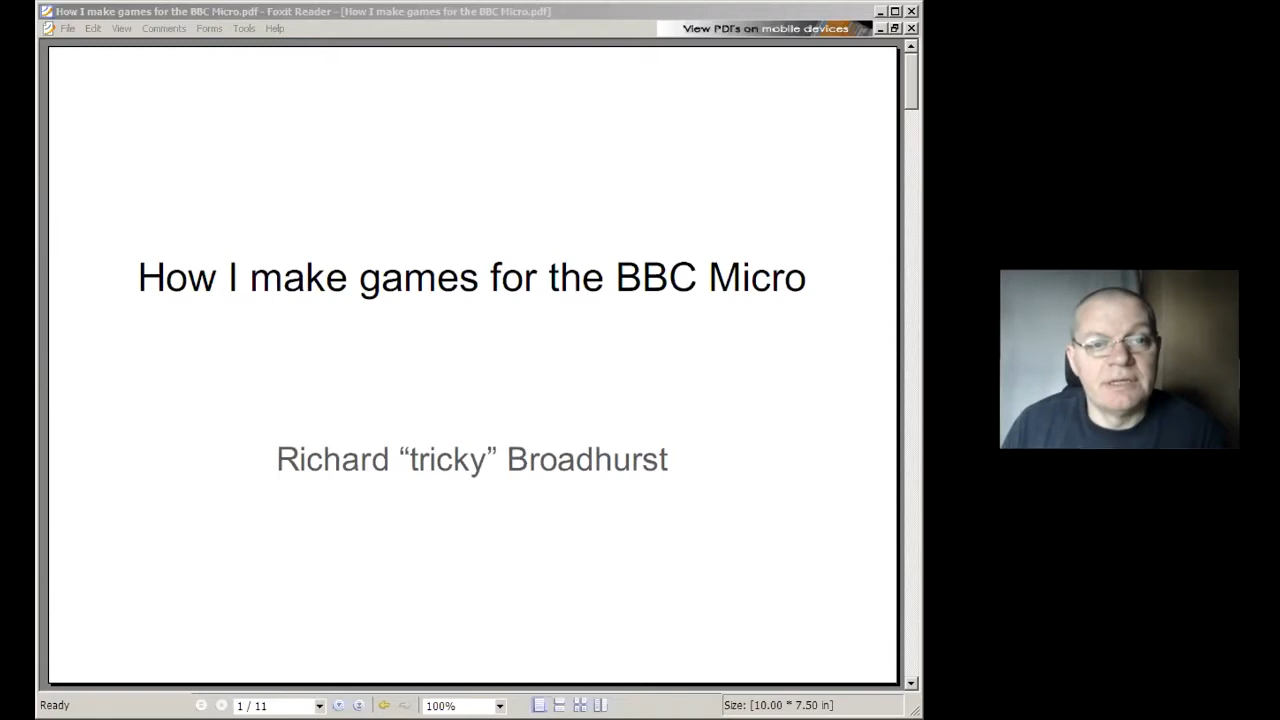 How I make games for the BBC Micro.pdf - Foxit Reader - [How I make games for the BBC Micro.pdf]
File Edit View Comments Forms Tools Help
View PDFs on mobile devices
How I make games for the BBC Micro
Richard “tricky” Broadhurst
Ready
1 / 11
100%
Size: [10.00 * 7.50 in]